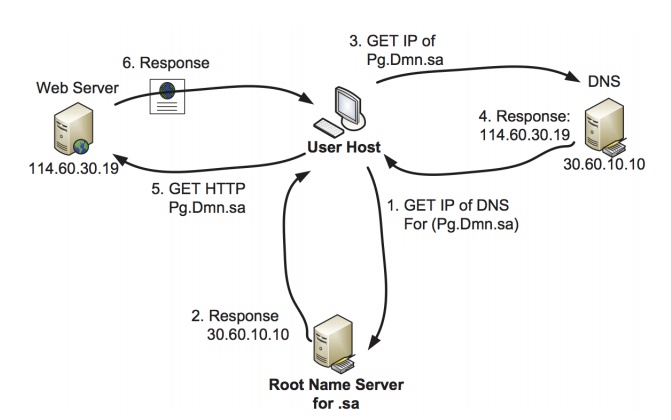 3. GET IP of
Pg.Dmn.sa
6. Response
Web Server
DNS
4. Response:
114.60.30.19
User Host
114.60.30.19
30.60.10.10
5. GET HTTP
Pg.Dmn.sa
1. GET IP of DNS
For (Pg.Dmn.sa)
2. Response
30.60.10.10
Root Name Server
for .sa